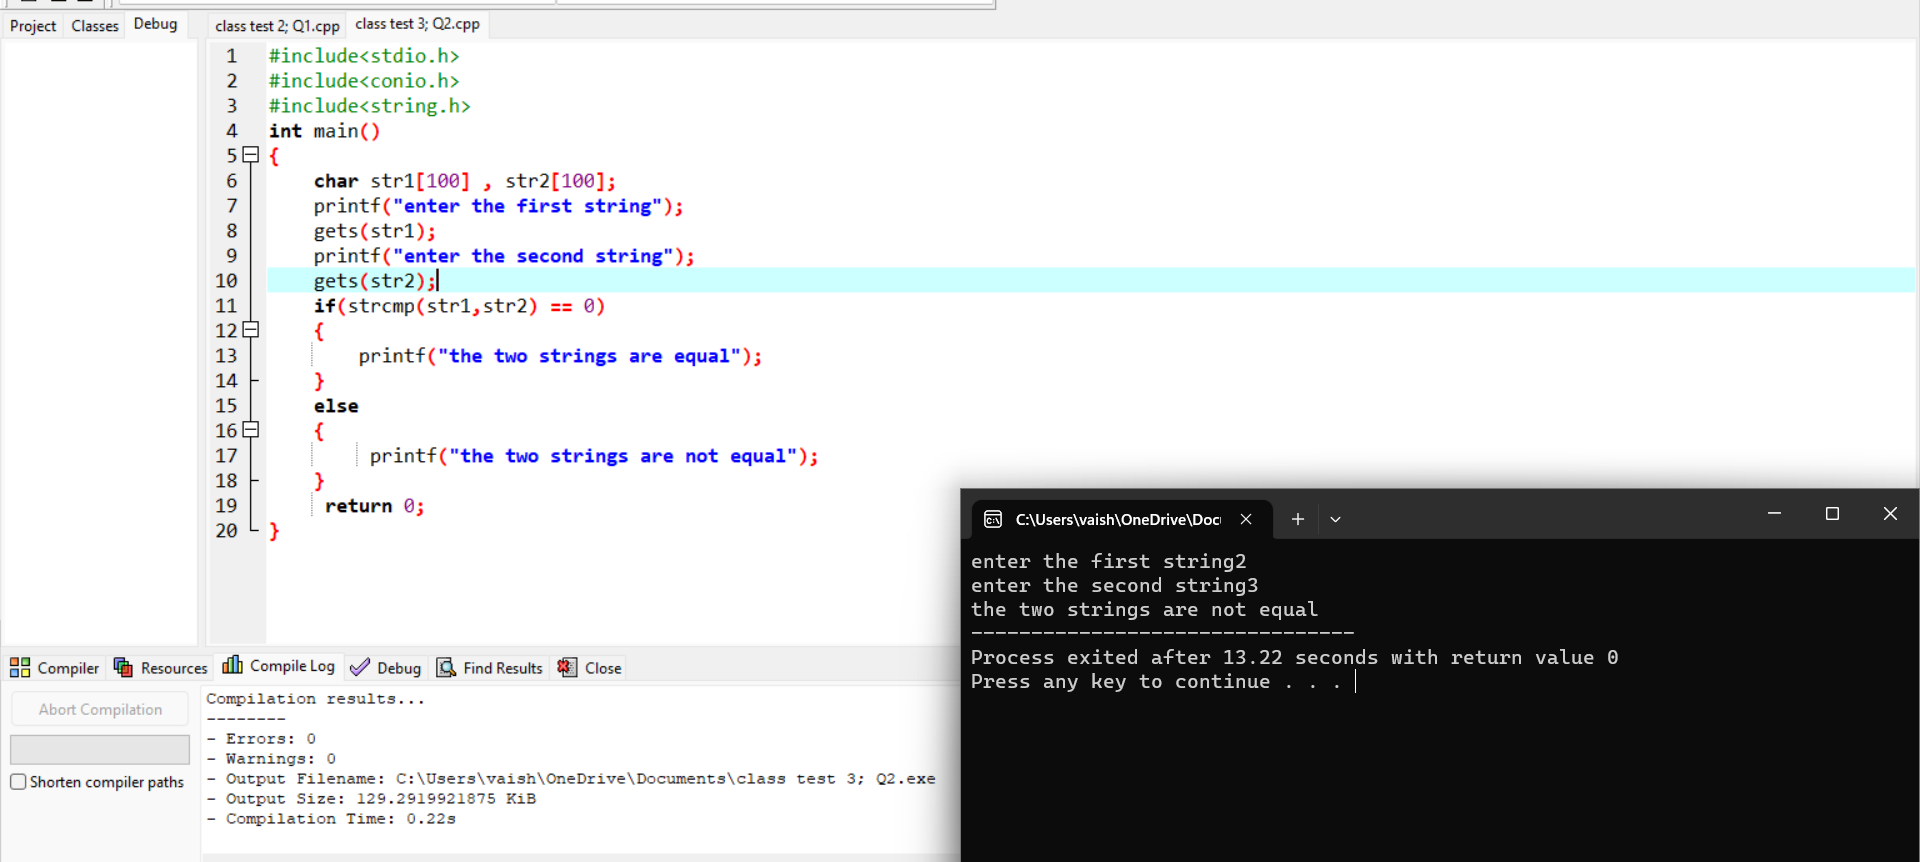 Project Classes Debug class test 2; Q1.cpp class test 3; Q2.cpp
1 #include<stdio.h>
2 #include<conio.h>
3 #include<string.h>
4 int main()
5 {
6 char str1[100] , str2[100];
7 printf("enter the first string");
8 gets(str1);
9 printf("enter the second string");
10 gets(str2);
11 if(strcmp(str1,str2) == 0)
12 {
13 printf("the two strings are equal");
14 }
15 else
16 {
17 printf("the two strings are not equal");
18 }
19 return 0;
20 }
Compiler Resources Compile Log Debug Find Results Close
Abort Compilation
Shorten compiler paths
Compilation results...
--------
- Errors: 0
- Warnings: 0
- Output Filename: C:\Users\vaish\OneDrive\Documents\class test 3; Q2.exe
- Output Size: 129.2919921875 KiB
- Compilation Time: 0.22s
C:\Users\vaish\OneDrive\Doc
enter the first string2
enter the second string3
the two strings are not equal
--------------------------------
Process exited after 13.22 seconds with return value 0
Press any key to continue . . .